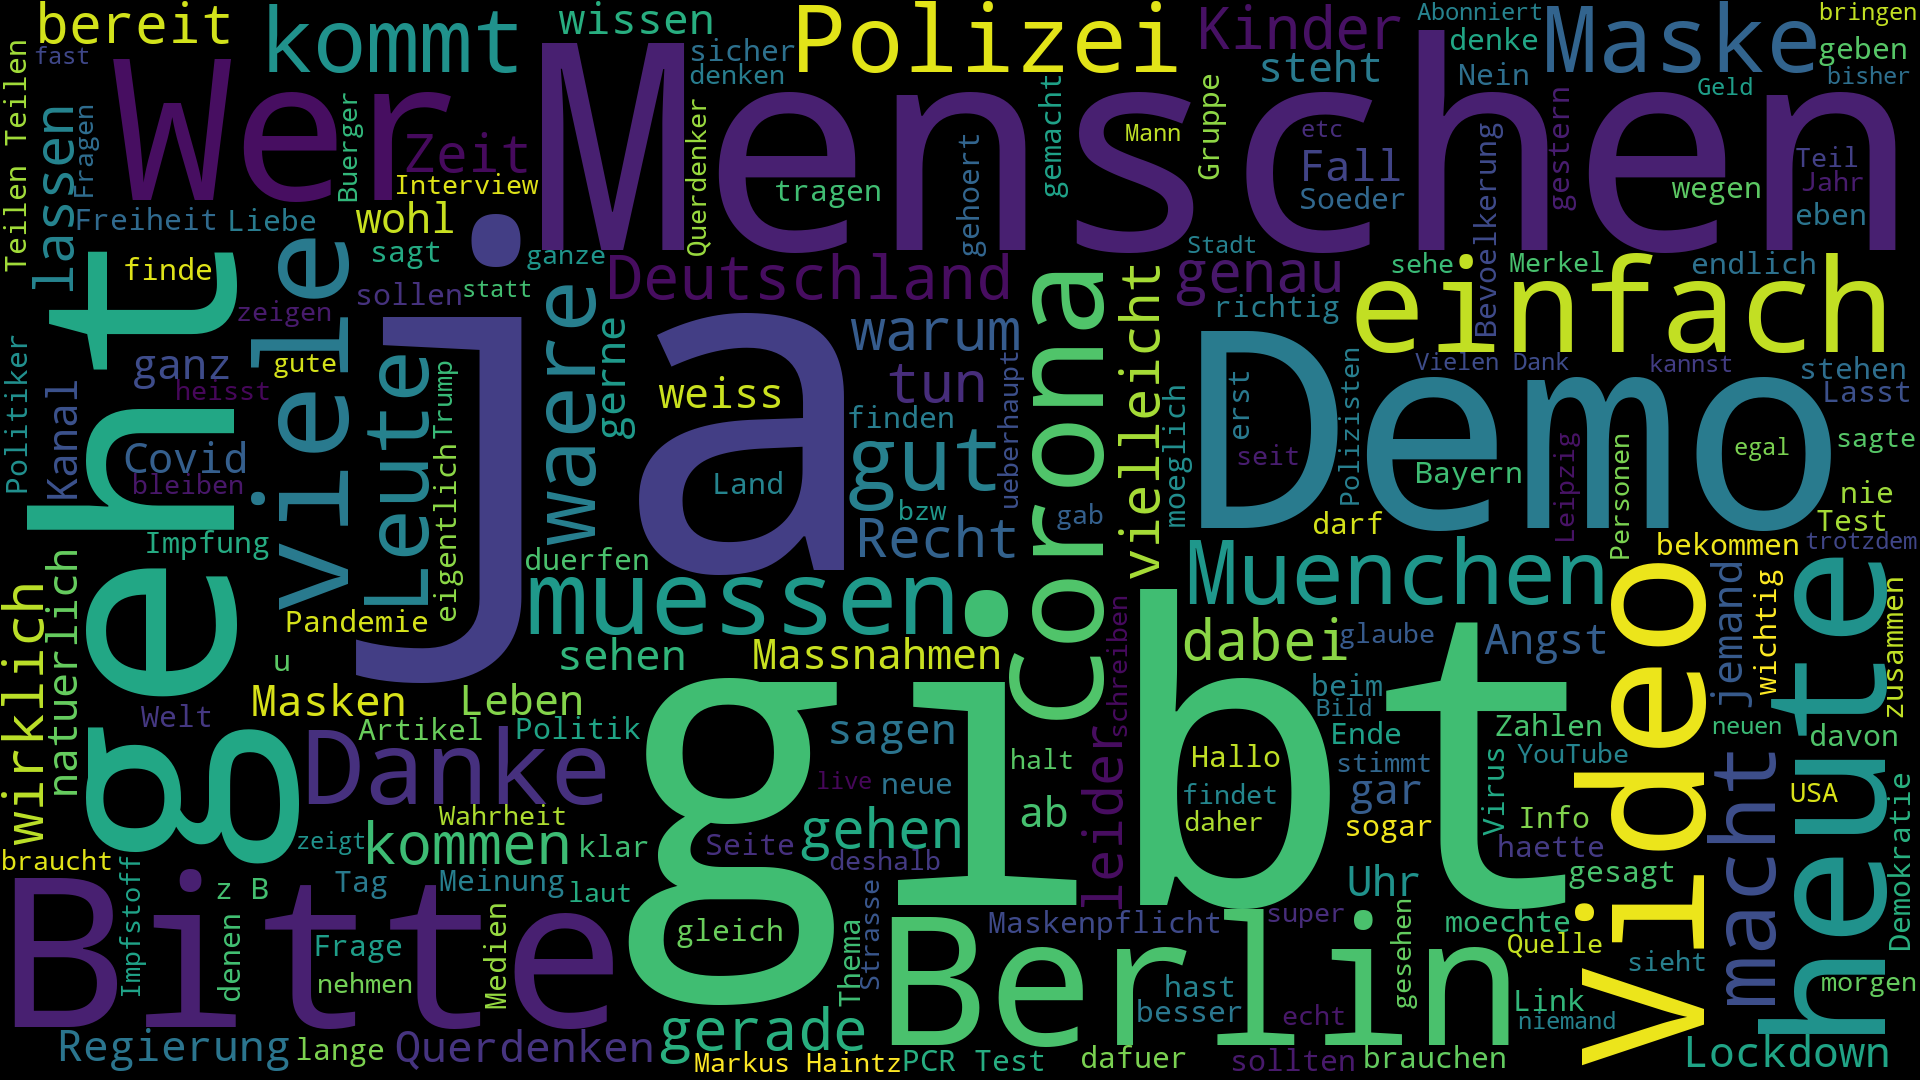 bereit
kommt
wissen
Polizei
Kinder
Abonniert
Maske
bringen
fast
sicher
denken
steht
denke
Nein
geben
bisher
Geld
Teilen Teilen
lassen
Fragen
Wer
Buerger
Zeit
Interview
Menschen
Querdenker
tragen
gehoert
gemacht
Mann
Gruppe
etc
Fall
Soeder
Bevoelkerung
gestern
wegen
Teil
Jahr
eben
Freiheit
Liebe
wohl
sagt
ganze
Stadt
finde
sollen
statt
Deutschland
genau
sehe
Merkel
endlich
zeigen
geht
viele
ja
waere
gerne
warum
corona
vielleicht
richtig
einfach
Politiker
ganz
gute
heisst
Leute
Trump
eigentlich
weiss
tun
ueberhaupt
Demo
Vielen Dank
kannst
stehen
Lasst
Kanal
Covid
bleiben
Land
finden
gut
bzw
gab
moeglich
erst
seit
Polizisten
Bayern
Leipzig
Personen
egal
sagte
nie
Test
Impfung
duerfen
Recht
darf
bekommen
trotzdem
wirklich
natuerlich
Pandemie
muessen
Muenchen
video
jemand
wichtig
heute
zusammen
u
sehen
Massnahmen
schreiben
dabei
glaube
Angst
Welt
Masken
Leben
Artikel
Politik
gibt
beim
Bild
Ende
Zahlen
neuen
davon
Danke
sagen
halt
leider
Hallo
stimmt
YouTube
live
neue
findet
gar
Virus
macht
USA
Demokratie
Wahrheit
zeigt
kommen
klar
Seite
gehen
ab
daher
sogar
Info
haette
braucht
Impfstoff
z B
Tag
Meinung
laut
deshalb
Uhr
gesagt
Bitte
denen
Frage
nehmen
Medien
gleich
Thema
Strasse
Berlin
Maskenpflicht
super
gesehen
moechte
Quelle
sieht
morgen
hast
besser
echt
Link
niemand
Regierung
lange
Querdenken
gerade
Markus Haintz
PCR Test
dafuer
sollten
brauchen
Lockdown